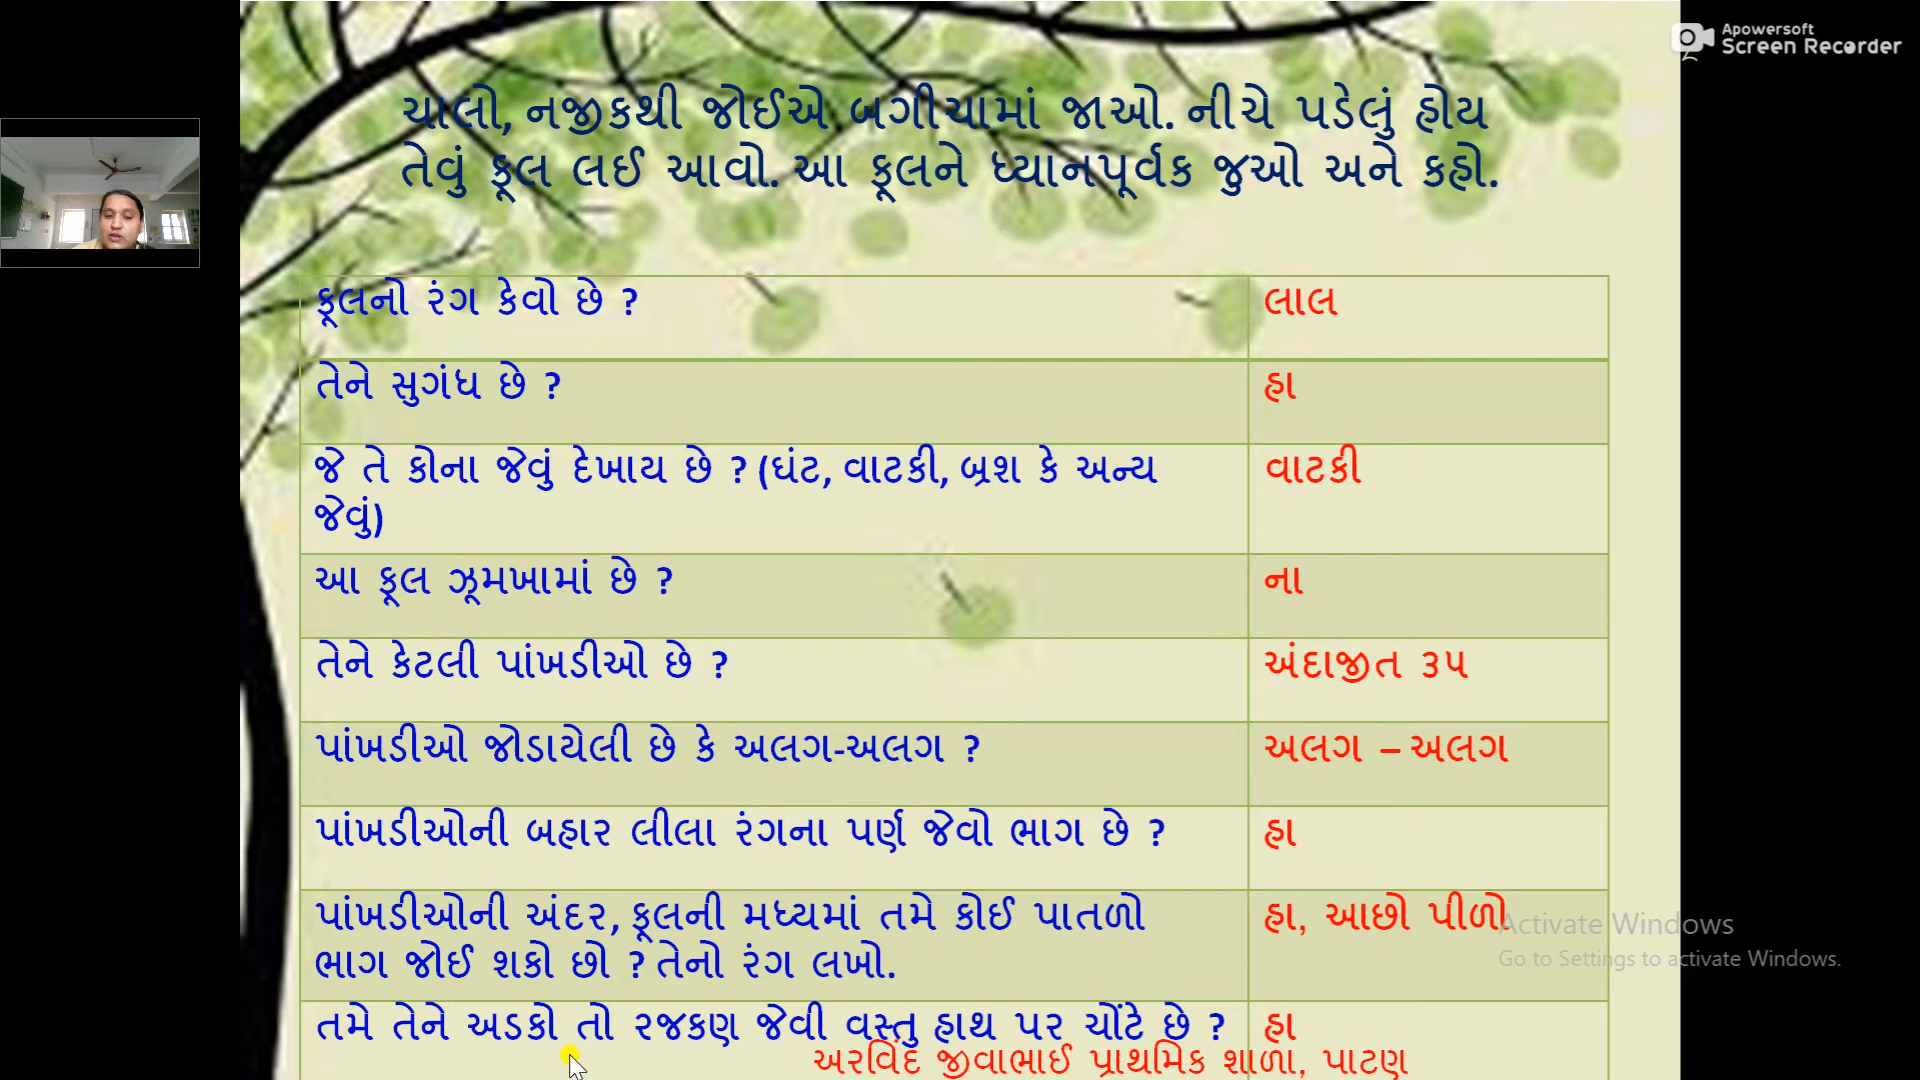 Apowersoft
Screen Recorder
ચાલો, નજીકથી જોઈએ બગીચામાં જાઓ. નીચે પડેલું હોય
તેવું ફૂલ લઈ આવો. આ ફૂલને ધ્યાનપૂર્વક જુઓ અને કહો.
ફૂલનો રંગ કેવો છે ? લાલ
તેને સુગંધ છે ? હા
જે તે કોના જેવું દેખાય છે ? (ઘંટ, વાટકી, બ્રશ કે અન્ય વાટકી
જેવું)
આ ફૂલ ઝૂમખામાં છે ? ના
તેને કેટલી પાંખડીઓ છે ? અંદાજીત ૩૫
પાંખડીઓ જોડાયેલી છે કે અલગ-અલગ ? અલગ – અલગ
પાંખડીઓની બહાર લીલા રંગના પર્ણ જેવો ભાગ છે ? હા
પાંખડીઓની અંદર, ફૂલની મધ્યમાં તમે કોઈ પાતળો હા, આછો પીળો
ભાગ જોઈ શકો છો ? તેનો રંગ લખો.
Activate Windows
Go to Settings to activate Windows.
તમે તેને અડકો તો રજકણ જેવી વસ્તુ હાથ પર ચોંટે છે ? હા
અરવિંદ જીવાભાઈ પ્રાથમિક શાળા, પાટણ